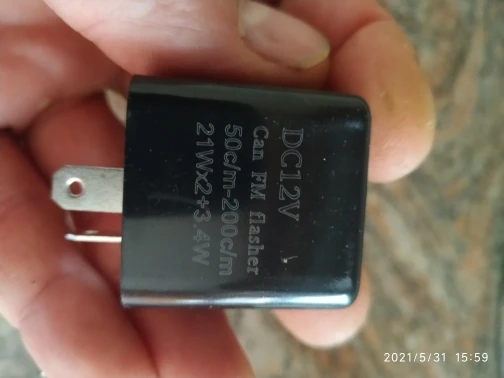 DC12V
Can FM flasher
50c/m-200c/m
21Wx2+3.4W
2021/5/31 15:59